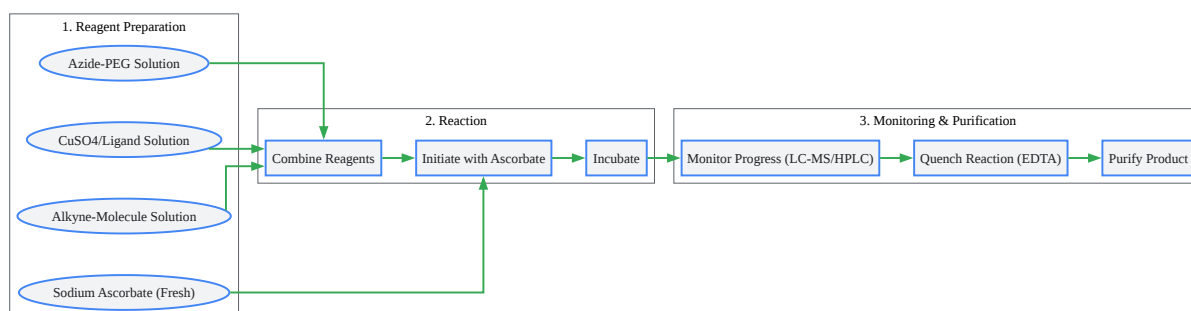 1. Reagent Preparation
Azide-PEG Solution
CuSO4/Ligand Solution
Alkyne-Molecule Solution
Sodium Ascorbate (Fresh)
2. Reaction
Combine Reagents
Initiate with Ascorbate
Incubate
3. Monitoring & Purification
Monitor Progress (LC-MS/HPLC)
Quench Reaction (EDTA)
Purify Product